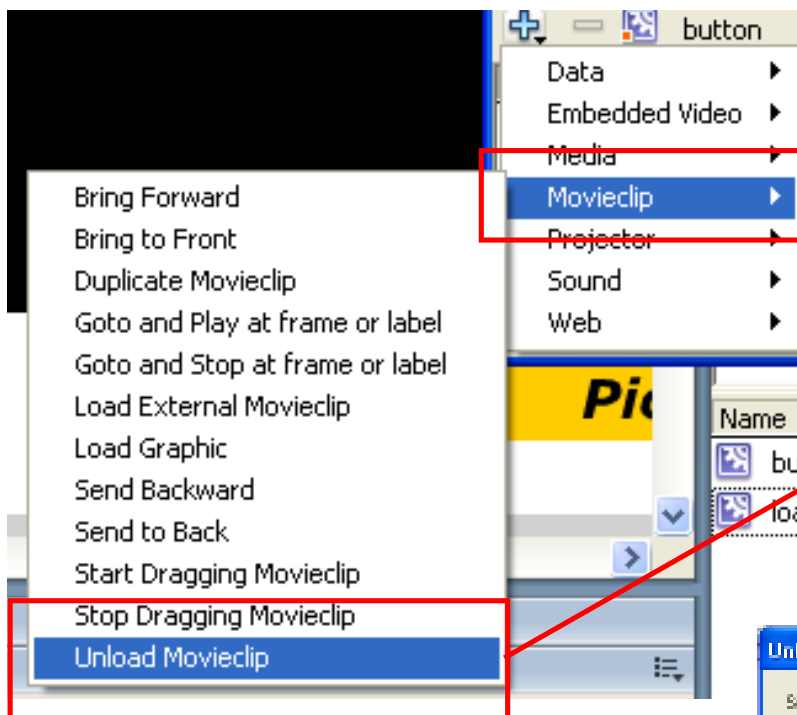 button
Data
Embedded Video
Media
Movieclip
Projector
Sound
Web
Bring Forward
Bring to Front
Duplicate Movieclip
Goto and Play at frame or label
Goto and Stop at frame or label
Load External Movieclip
Load Graphic
Send Backward
Send to Back
Start Dragging Movieclip
Stop Dragging Movieclip
Unload Movieclip
Name